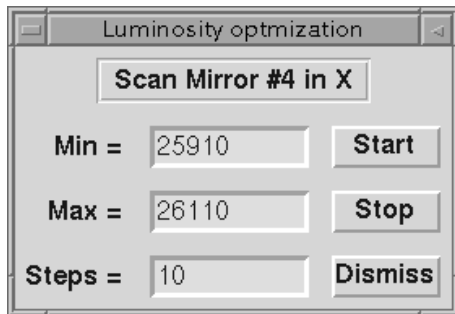 Luminosity optmization
Scan Mirror #4 in X
Min = 25910 Start
Max = 26110 Stop
Steps = 10 Dismiss